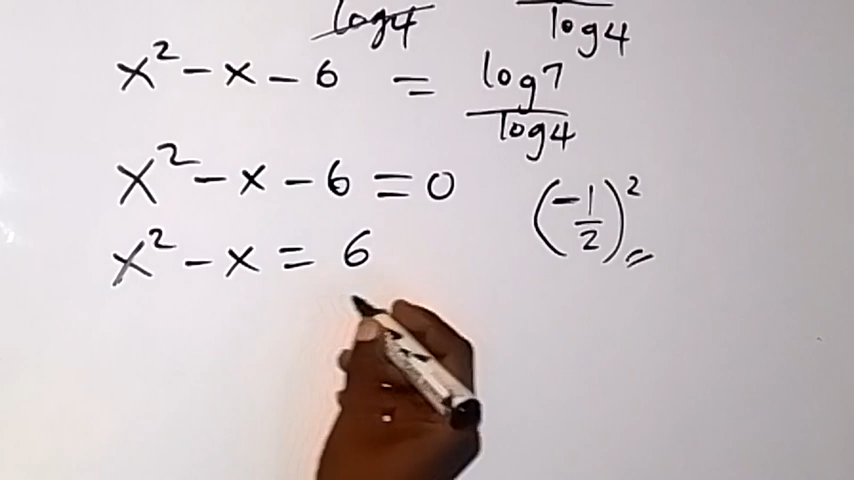 log4 log4
x² - x - 6 = log7/log4
x² - x - 6 = 0
(-1/2)² =
x² - x = 6